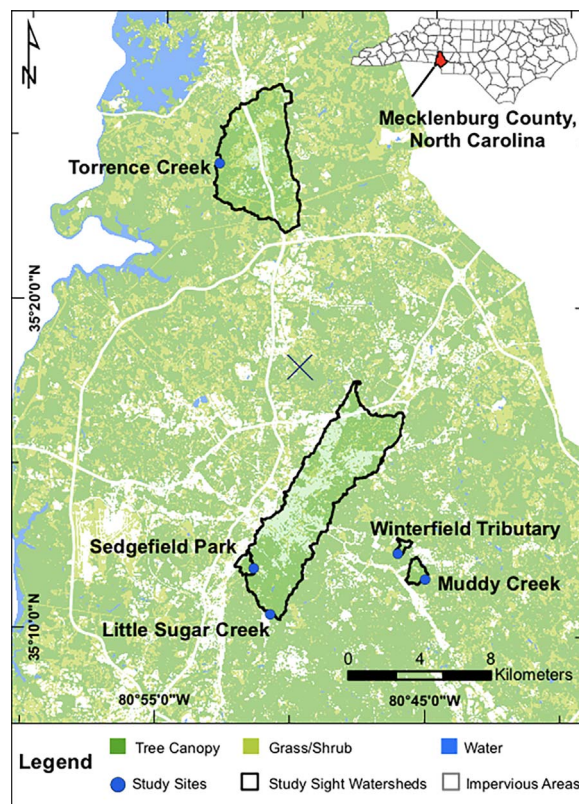 N
Mecklenburg County,
North Carolina
Torrence Creek
35°20'0"N
Winterfield Tributary
Sedgefield Park
Muddy Creek
Little Sugar Creek
35°10'0"N
0 4 8
Kilometers
80°55'0"W 80°45'0"W
Legend
Tree Canopy Grass/Shrub Water
Study Sites Study Sight Watersheds Impervious Areas